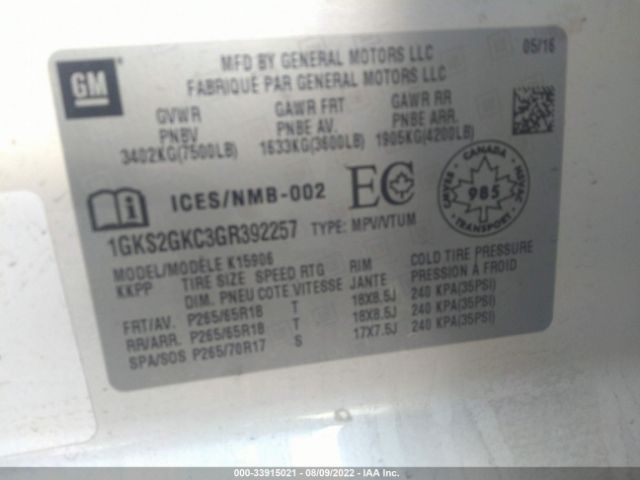 GM
MFD BY GENERAL MOTORS LLC
05/16
FABRIQUÉ PAR GENERAL MOTORS LLC
GVWR GAWR FRT GAWR RR
PNBV PNBE AV. PNBE ARR.
3402KG(7500LB) 1633KG(3600LB) 1905KG(4200LB)
i ICES/NMB-002 EC
CANADA
985
NSVAC
1GKS2GKC3GR392257 TYPE: MPV/VTUM
MODEL/MODÈLE K15906
KKPP TIRE SIZE SPEED RTG RIM COLD TIRE PRESSURE
DIM. PNEU COTE VITESSE JANTE PRESSION À FROID
FRT/AV. P265/65R18 T 18X8.5J 240 KPA(35PSI)
RR/ARR. P265/65R18 T 18X8.5J 240 KPA(35PSI)
SPA/SOS P265/70R17 S 17X7.5J 240 KPA(35PSI)
000-33915021 - 08/09/2022 - IAA Inc.